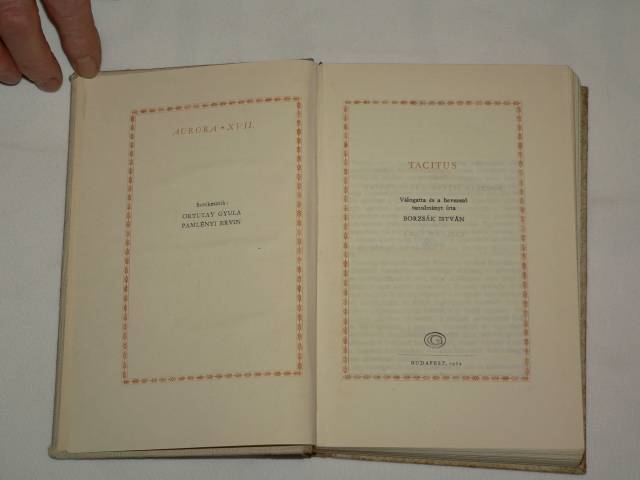 AURORA • XVII.
Szerkesztik:
ORTUTAY GYULA
PAMLÉNYI ERVIN
TACITUS
Válogatta és a bevezető
tanulmányt írta
BORZSÁK ISTVÁN
G
BUDAPEST,